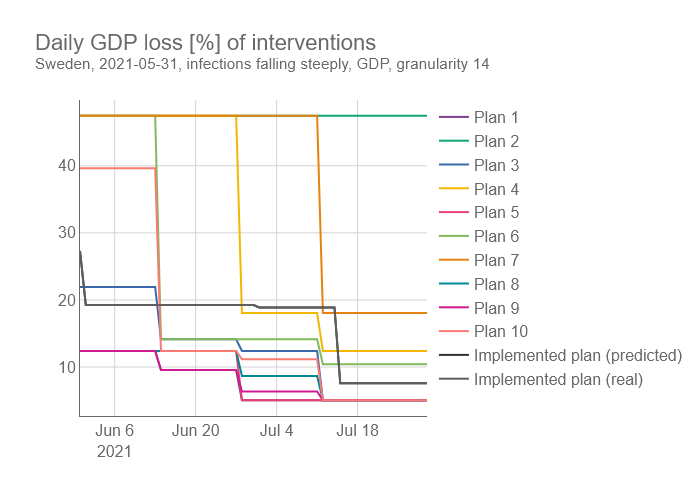 Daily GDP loss [%] of interventions
Sweden, 2021-05-31, infections falling steeply, GDP, granularity 14
40
30
20
10
Jun 6
2021
Jun 20
Jul 4
Jul 18
Plan 1
Plan 2
Plan 3
Plan 4
Plan 5
Plan 6
Plan 7
Plan 8
Plan 9
Plan 10
Implemented plan (predicted)
Implemented plan (real)